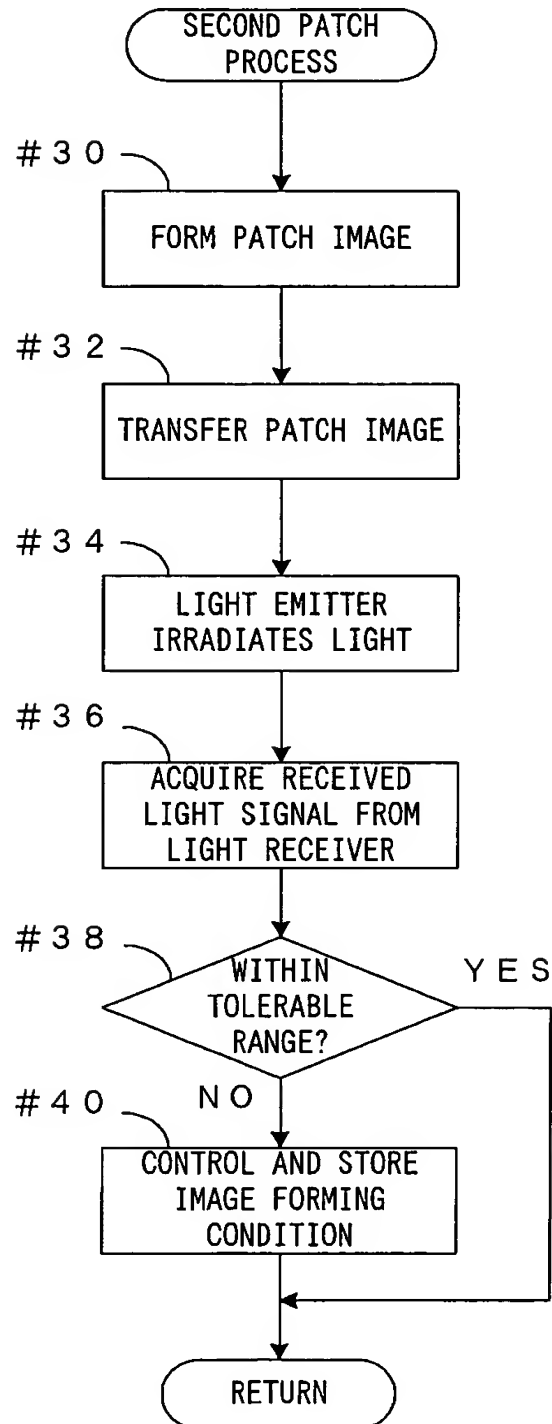 SECOND PATCH
PROCESS
#30
FORM PATCH IMAGE
#32
TRANSFER PATCH IMAGE
#34
LIGHT EMITTER
IRRADIATES LIGHT
#36
ACQUIRE RECEIVED
LIGHT SIGNAL FROM
LIGHT RECEIVER
#38
WITHIN
TOLERABLE
RANGE?
YES
NO
#40
CONTROL AND STORE
IMAGE FORMING
CONDITION
RETURN